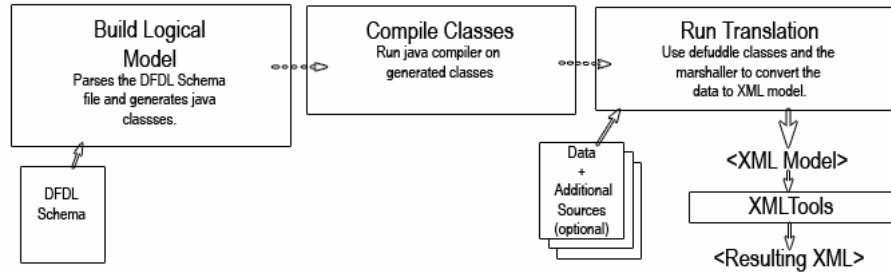 Build Logical
Model
Parses the DFDL Schema
file and generates java
classses.
Compile Classes
Run java compiler on
generated classes
Run Translation
Use defuddle classes and the
marshaller to convert the
data to XML model.
DFDL
Schema
Data
+
Additional
Sources
(optional)
<XML Model>
XMLTools
<Resulting XML>